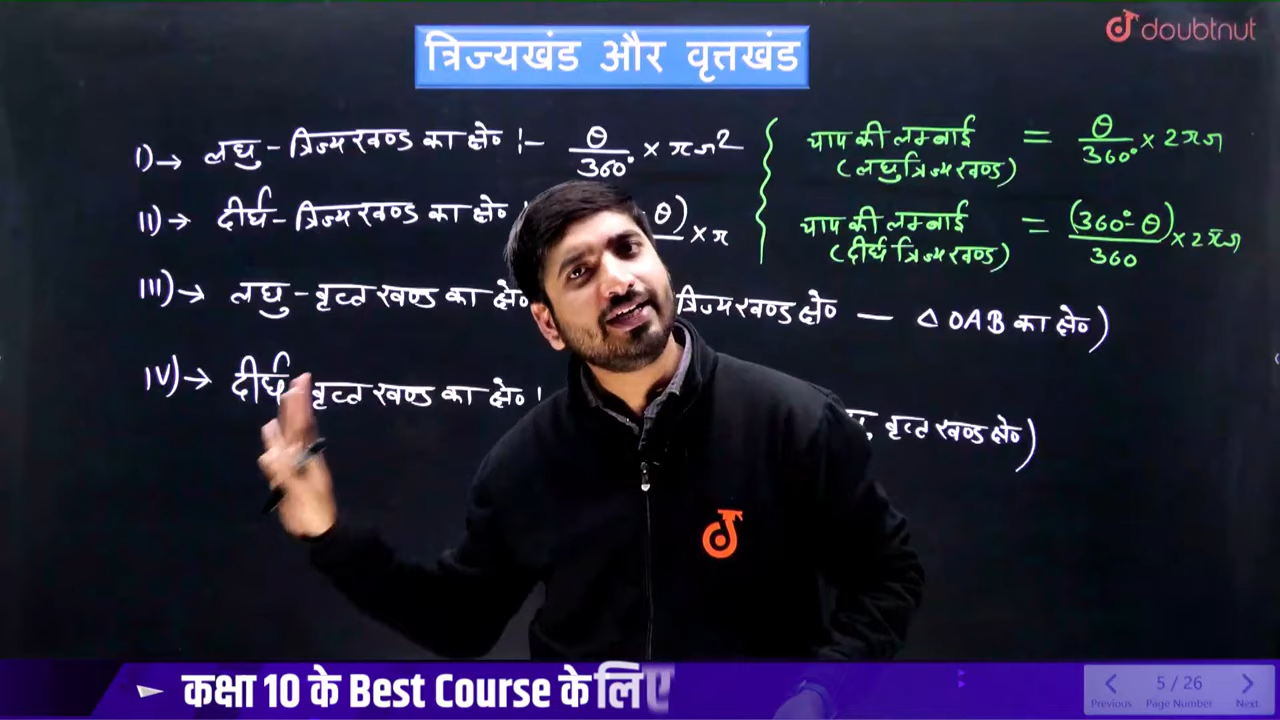 doubtnut
त्रिज्यखंड और वृत्तखंड
I)→ लघु-त्रिज्यखण्ड का क्षे० :- θ/360° × πr²
चाप की लम्बाई = θ/360° × 2πr
(लघु त्रिज्यखण्ड)
II)→ दीर्घ-त्रिज्यखण्ड का क्षे० θ) × π
चाप की लम्बाई = (360°-θ)/360 × 2πr
(दीर्घ त्रिज्यखण्ड)
III)→ लघु-वृत्तखण्ड का क्षे० त्रिज्यखण्ड क्षे० — △OAB का क्षे०)
IV)→ दीर्घ-वृत्तखण्ड का क्षे० वृत्तखण्ड क्षे०)
कक्षा 10 के Best Course के लिए
5 / 26
Previous Page Number Next